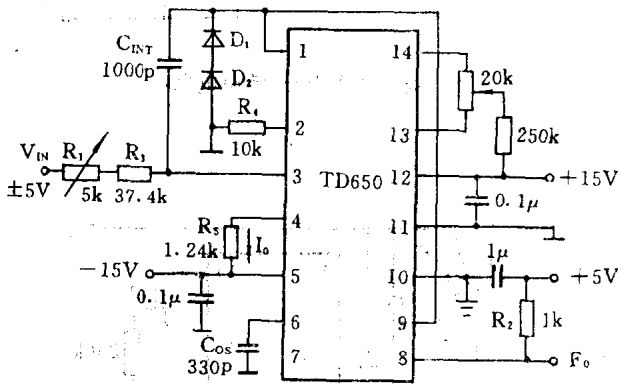 C_INT
1000p
D₁
D₂
R₄
10k
V_IN
±5V
R₁
5k
R₃
37.4k
R₅
1.24k
I₀
−15V
0.1μ
C_OS
330p
1
2
3
4
5
6
7
TD650
14
13
12
11
10
9
8
20k
250k
+15V
0.1μ
1μ
+5V
R₂
1k
F₀